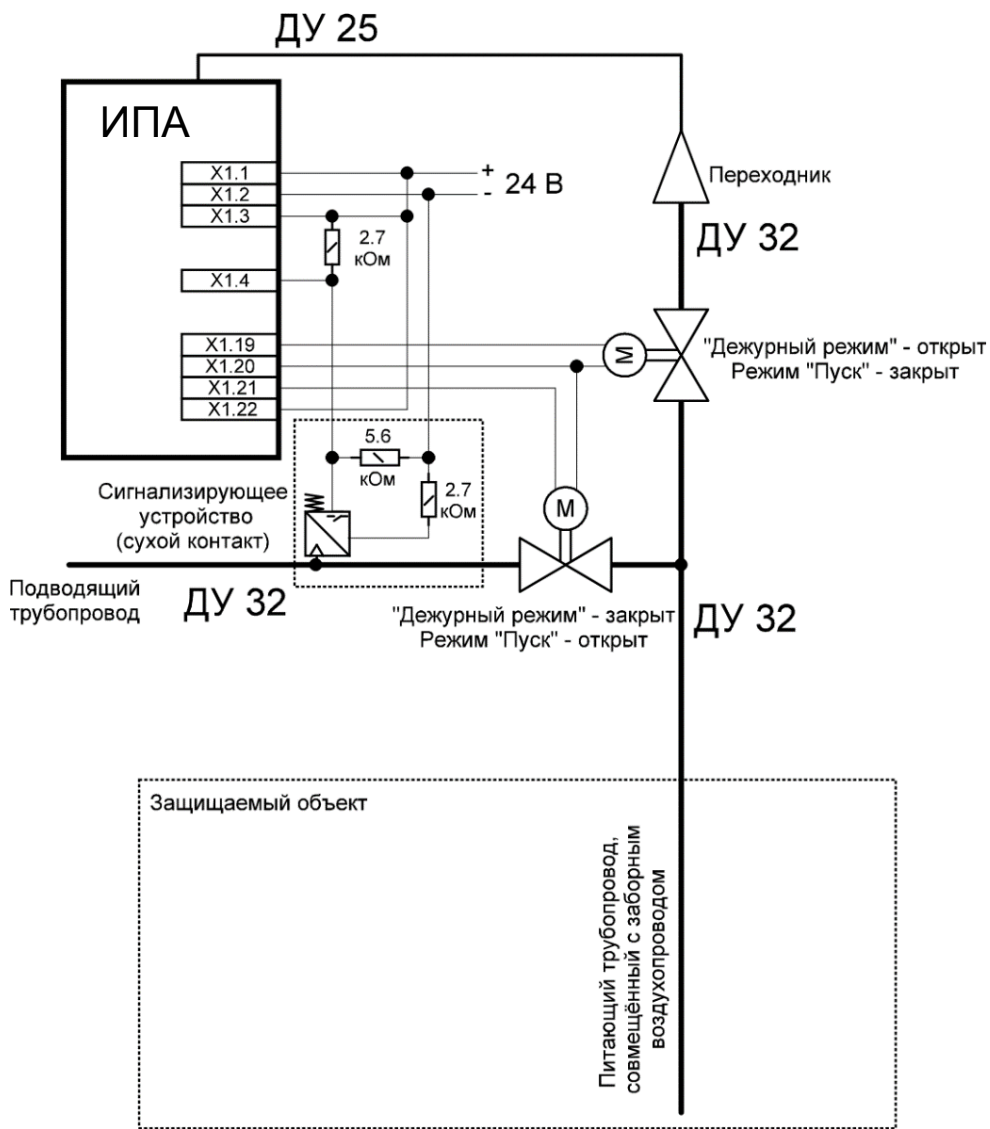 ДУ 25
ИПА
X1.1
X1.2
X1.3
X1.4
X1.19
X1.20
X1.21
X1.22
+
- 24 В
2.7
кОм
Переходник
ДУ 32
"Дежурный режим" - открыт
Режим "Пуск" - закрыт
М
5.6
кОм
2.7
кОм
М
Сигнализирующее
устройство
(сухой контакт)
Подводящий
трубопровод
ДУ 32
"Дежурный режим" - закрыт
Режим "Пуск" - открыт
ДУ 32
Защищаемый объект
Питающий трубопровод,
совмещённый с заборным
воздухопроводом